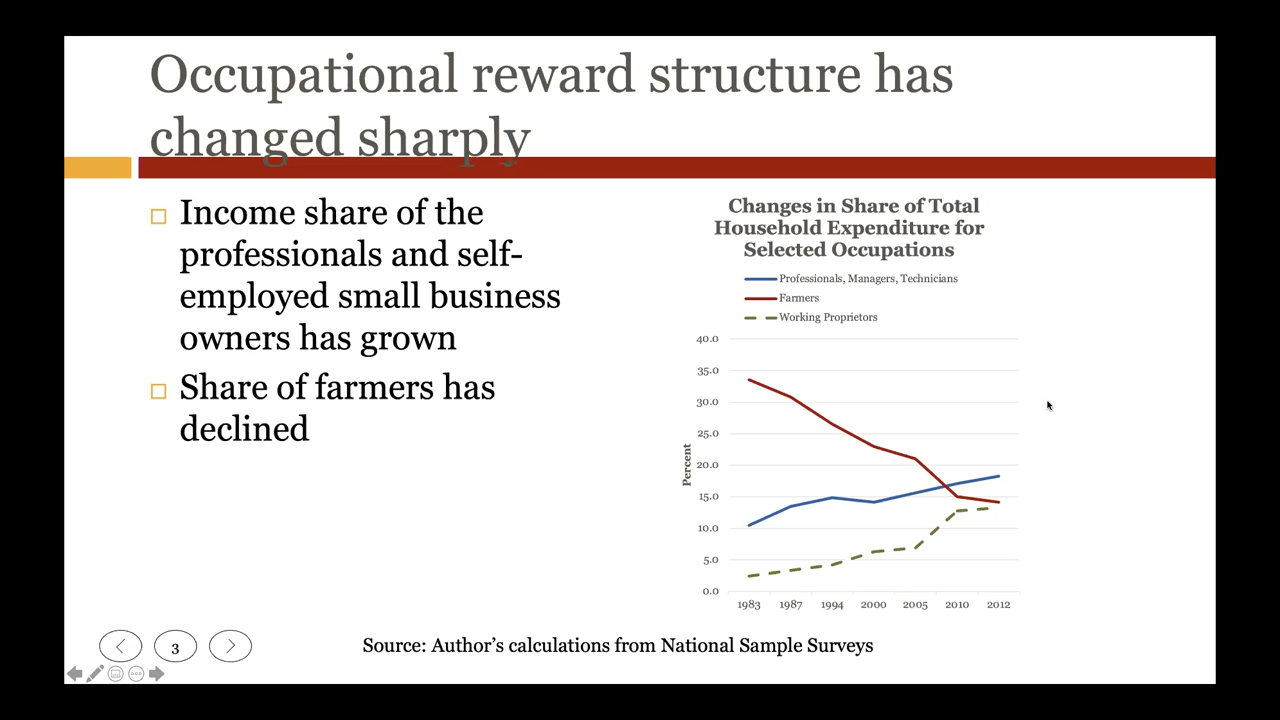 Occupational reward structure has
changed sharply
Income share of the
professionals and self-
employed small business
owners has grown
Share of farmers has
declined
Changes in Share of Total
Household Expenditure for
Selected Occupations
Professionals, Managers, Technicians
Farmers
Working Proprietors
Percent
40.0
35.0
30.0
25.0
20.0
15.0
10.0
5.0
0.0
1983 1987 1994 2000 2005 2010 2012
Source: Author's calculations from National Sample Surveys
3